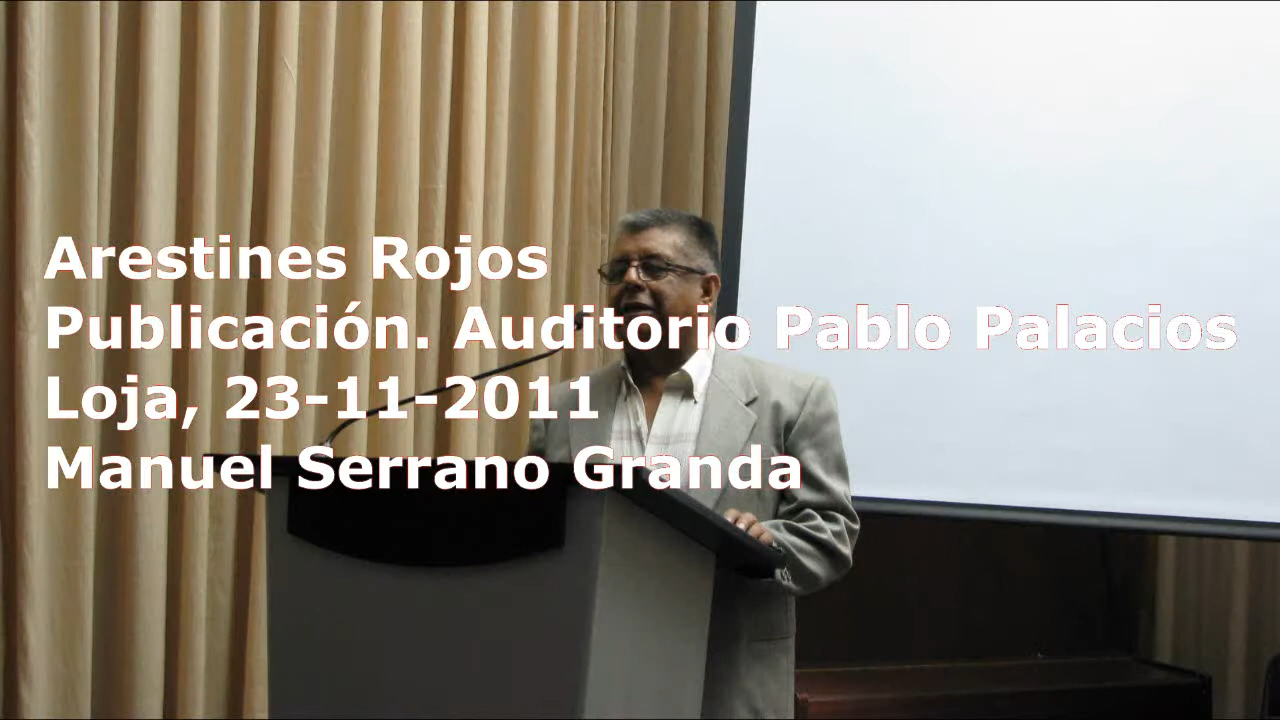 Arestines Rojos
Publicación. Auditorio Pablo Palacios
Loja, 23-11-2011
Manuel Serrano Granda